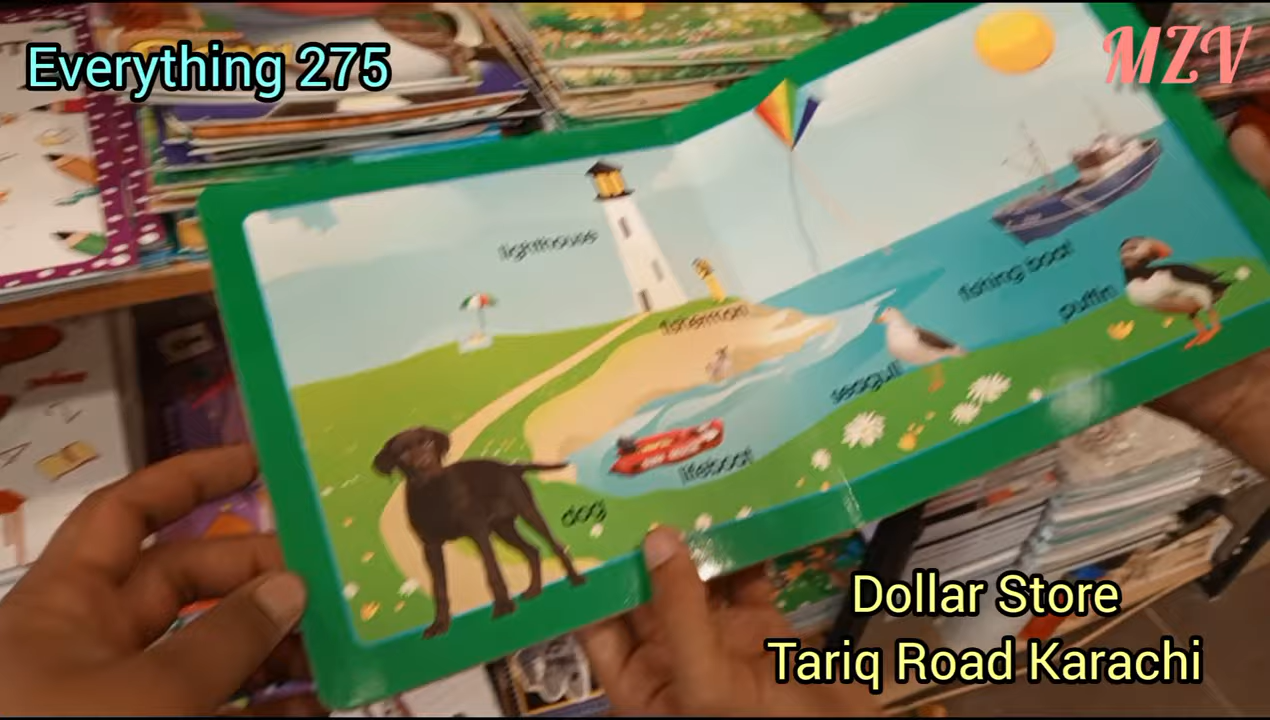 Everything 275
MZV
lighthouse
fisherman
fishing boat
puffin
seagull
lifeboat
dog
Dollar Store
Tariq Road Karachi